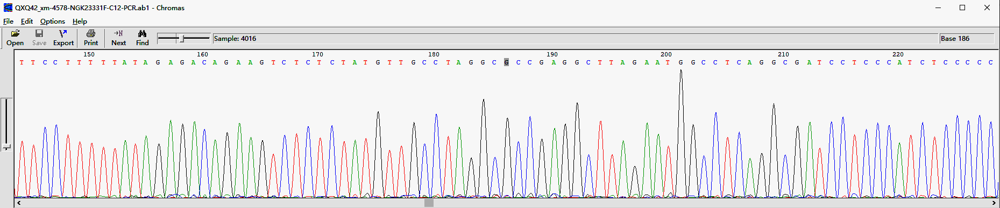 QXQ42_xm-4578-NGK23331F-C12-PCR.ab1 - Chromas
File Edit Options Help
Open Save Export Print Next Find Sample: 4016 Base 186
150 160 170 180 190 200 210 220
T T C C T T T T T A T A G A G A C A G A A G T C T C T C T A T G T T G C C T A G G C G C C G A G G C T T A G A A T G G C C T C A G G C G A T C C T C C C A T C T C C C C C